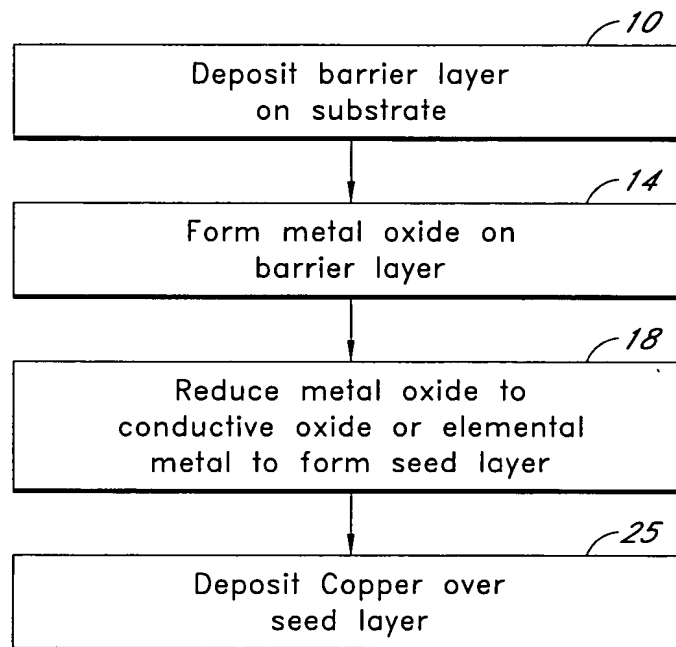 10
Deposit barrier layer
on substrate
14
Form metal oxide on
barrier layer
18
Reduce metal oxide to
conductive oxide or elemental
metal to form seed layer
25
Deposit Copper over
seed layer